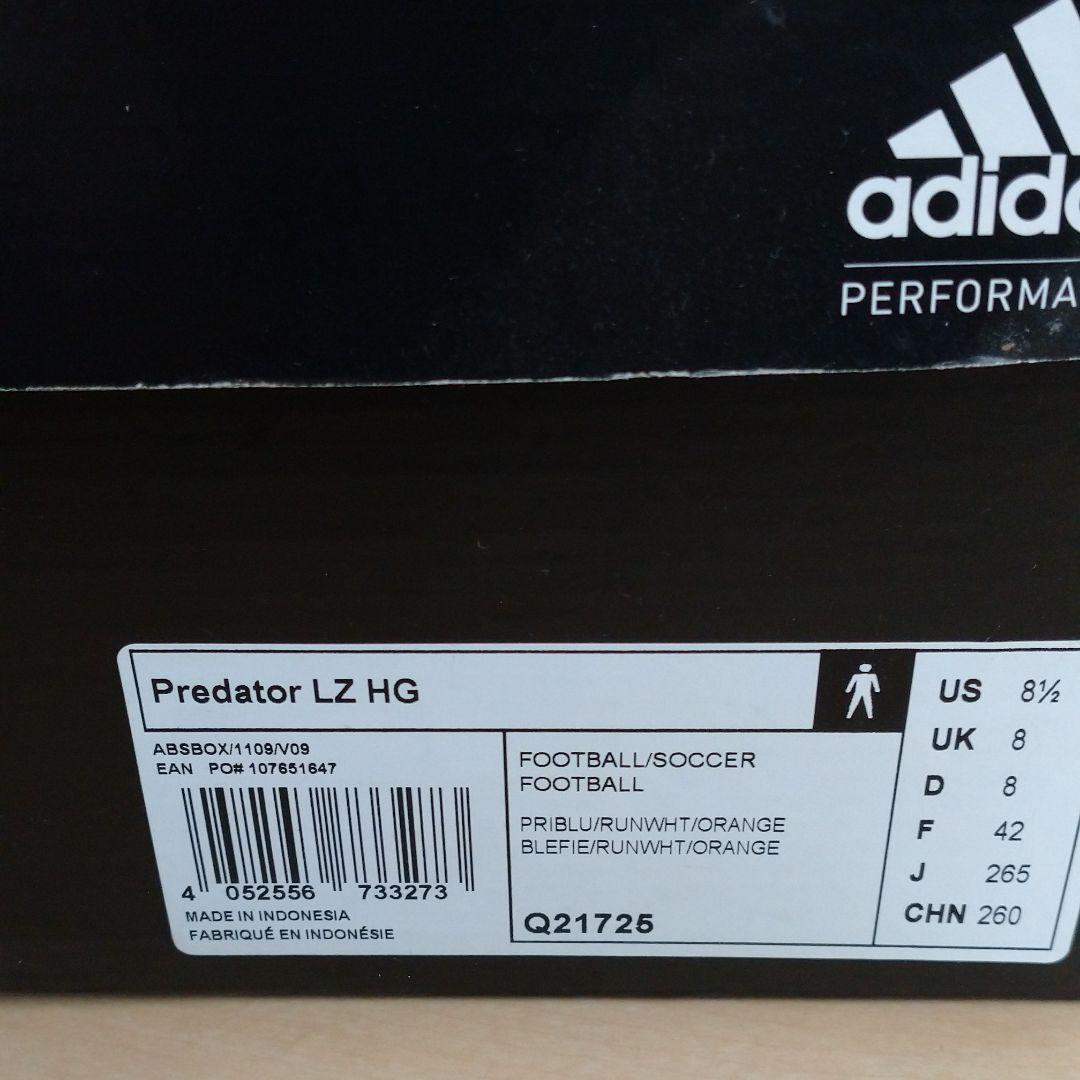 adida
PERFORMA
Predator LZ HG
ABSBOX/1109/V09
EAN PO# 107651647
4 052556 733273
MADE IN INDONESIA
FABRIQUÉ EN INDONÉSIE
FOOTBALL/SOCCER
FOOTBALL
PRIBLU/RUNWHT/ORANGE
BLEFIE/RUNWHT/ORANGE
Q21725
US 8½
UK 8
D 8
F 42
J 265
CHN 260